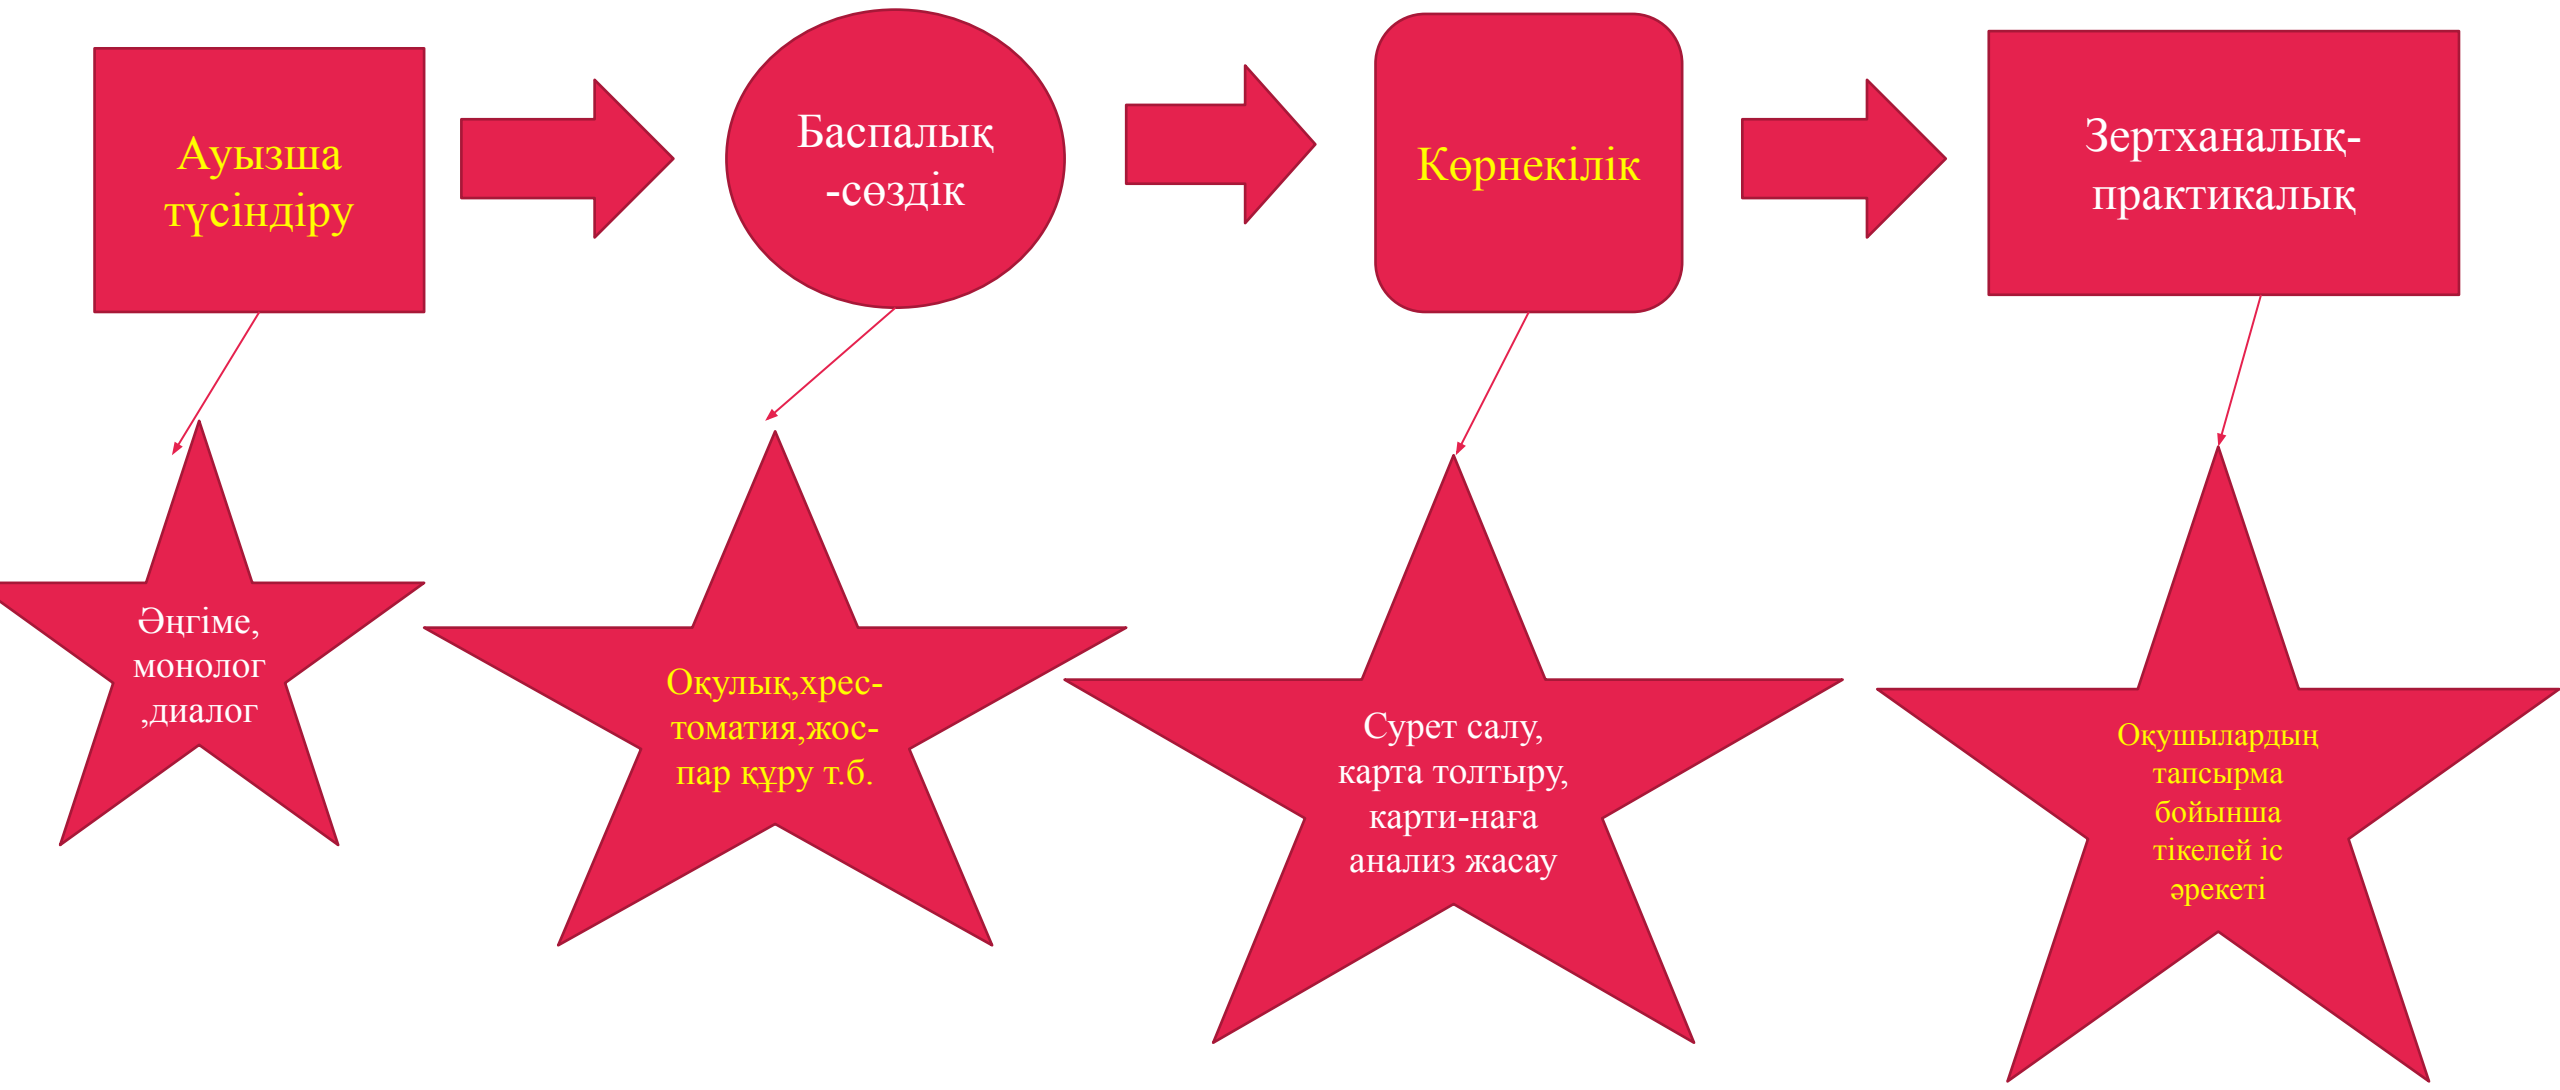 Ауызша
түсіндіру
Баспалық
-сөздік
Көрнекілік
Зертханалық-
практикалық
Әңгіме,
монолог
,диалог
Оқулық,хрес-
томатия,жос-
пар құру т.б.
Сурет салу,
карта толтыру,
карти-наға
анализ жасау
Оқушылардың
тапсырма
бойынша
тікелей іс
әрекеті